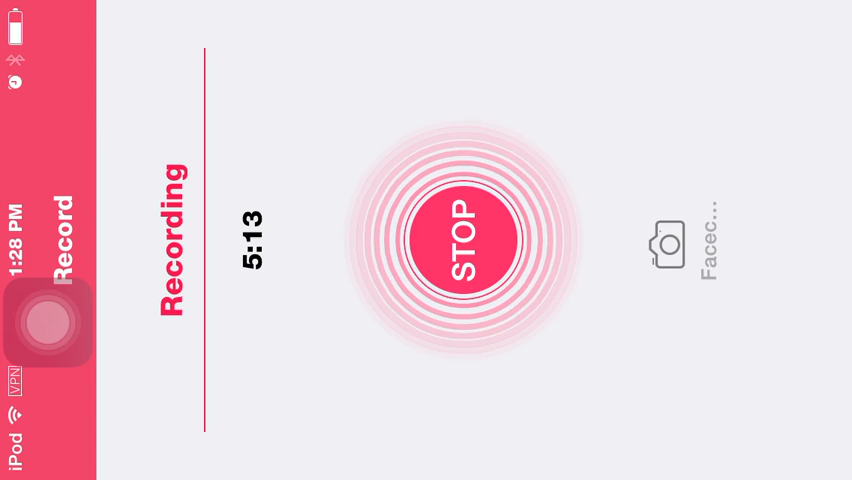 iPod VPN 1:28 PM
Record
Recording
5:13
STOP
Facec...